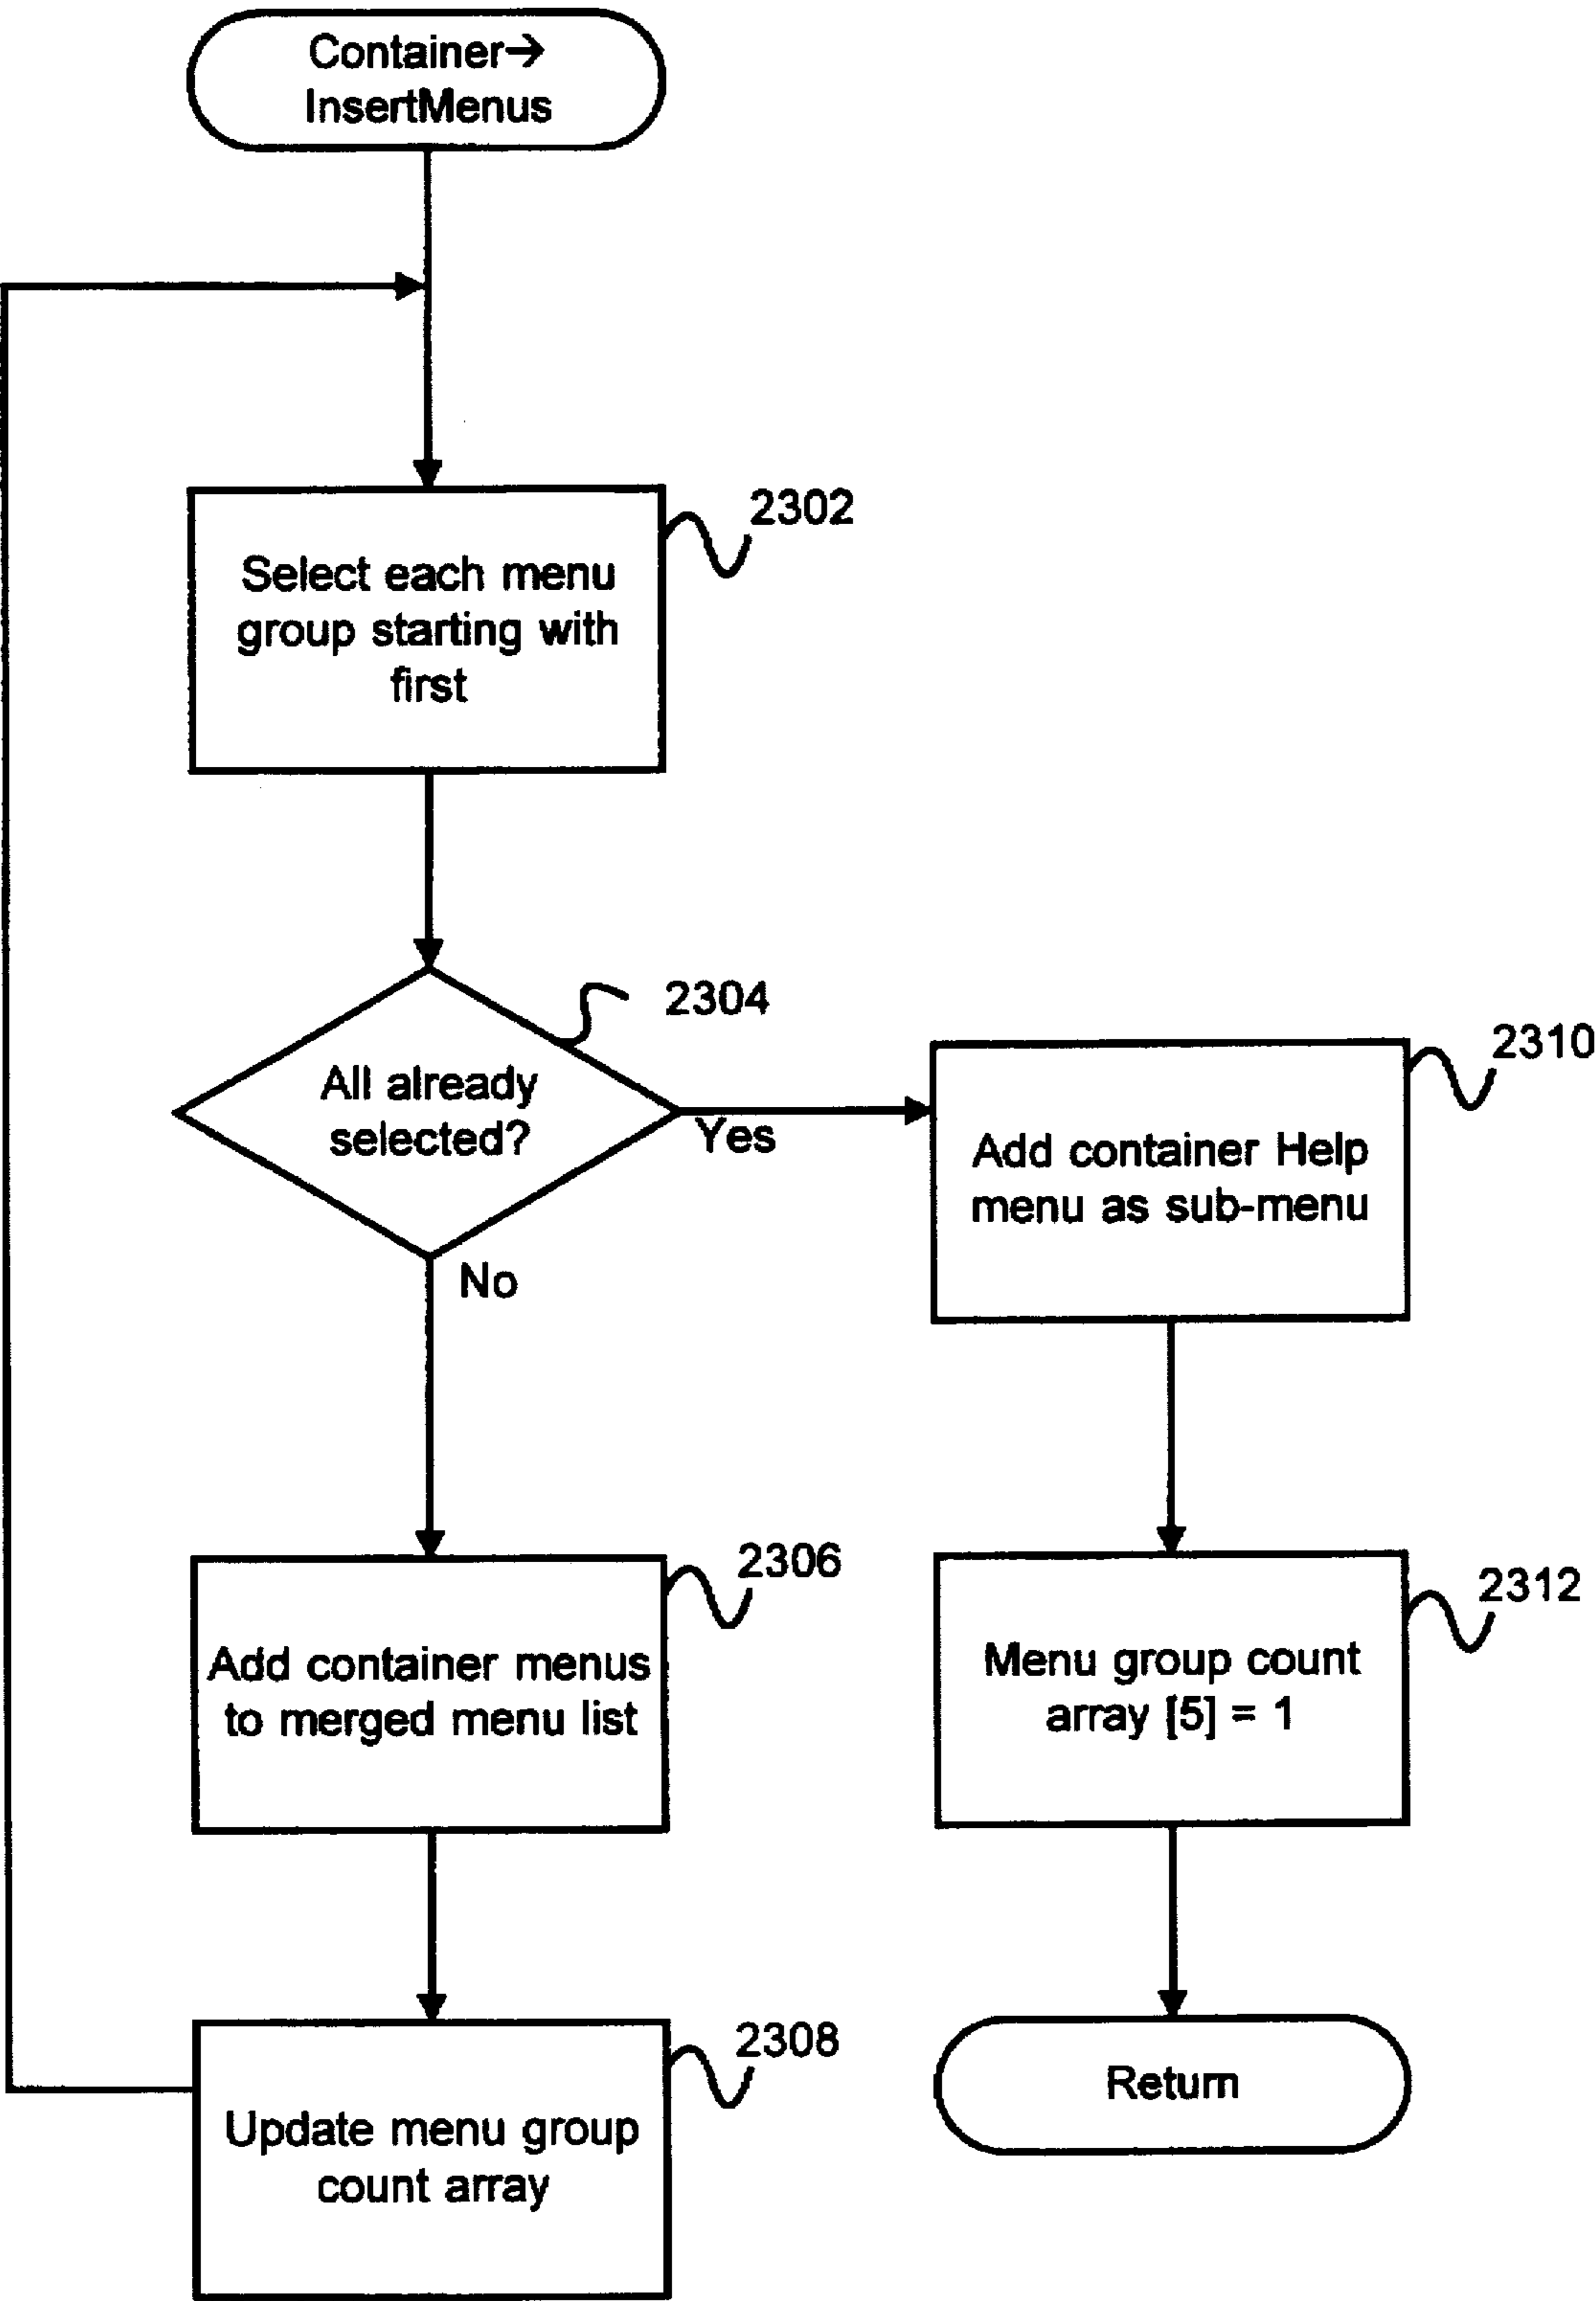 Container→
InsertMenus
2302
Select each menu
group starting with
first
2304
All already
selected?
Yes
No
2310
Add container Help
menu as sub-menu
2306
Add container menus
to merged menu list
2312
Menu group count
array [5] = 1
2308
Update menu group
count array
Return